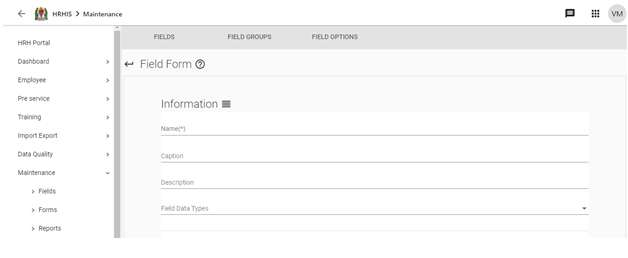 HRHIS > Maintenance
VM
HRH Portal
Dashboard
Employee
Pre service
Training
Import Export
Data Quality
Maintenance
Fields
Forms
Reports
FIELDS FIELD GROUPS FIELD OPTIONS
Field Form
Information
Name(*)
Caption
Description
Field Data Types